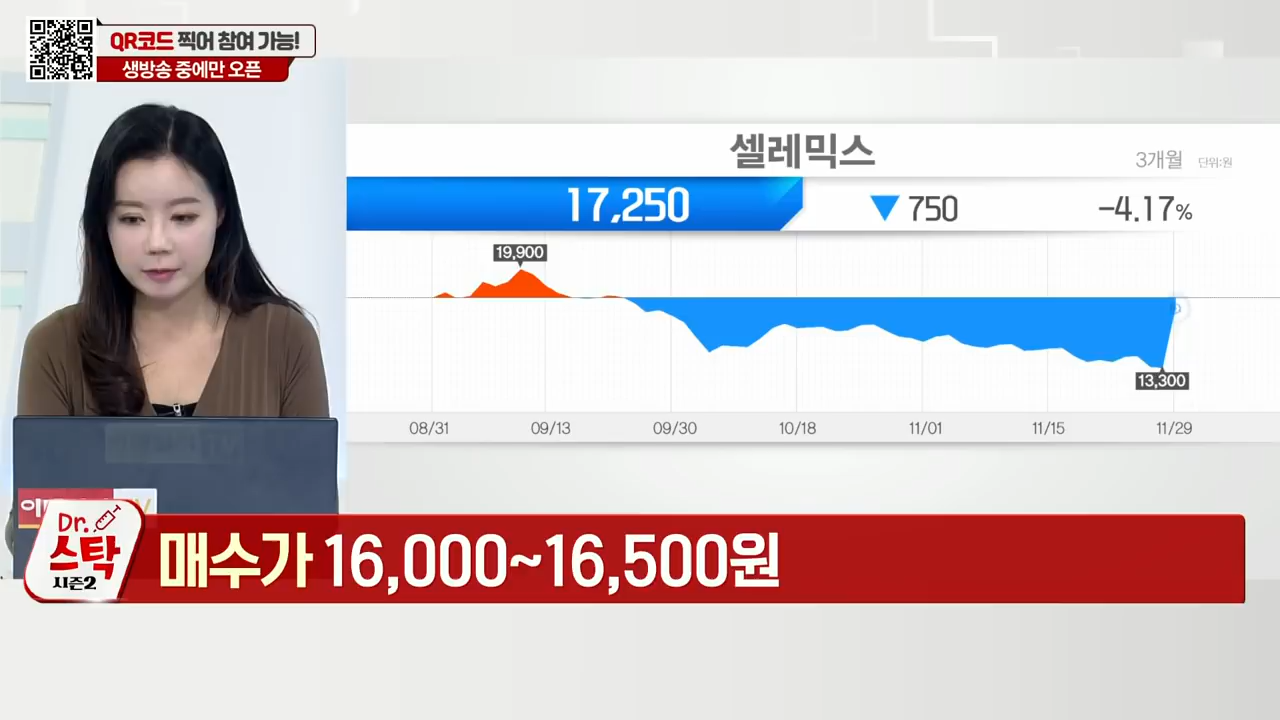 QR코드 찍어 참여 가능!
생방송 중에만 오픈
셀레믹스
3개월 단위:원
17,250 ▼ 750 -4.17%
19,900
13,300
08/31 09/13 09/30 10/18 11/01 11/15 11/29
Dr.
스탁
시즌2
매수가 16,000~16,500원